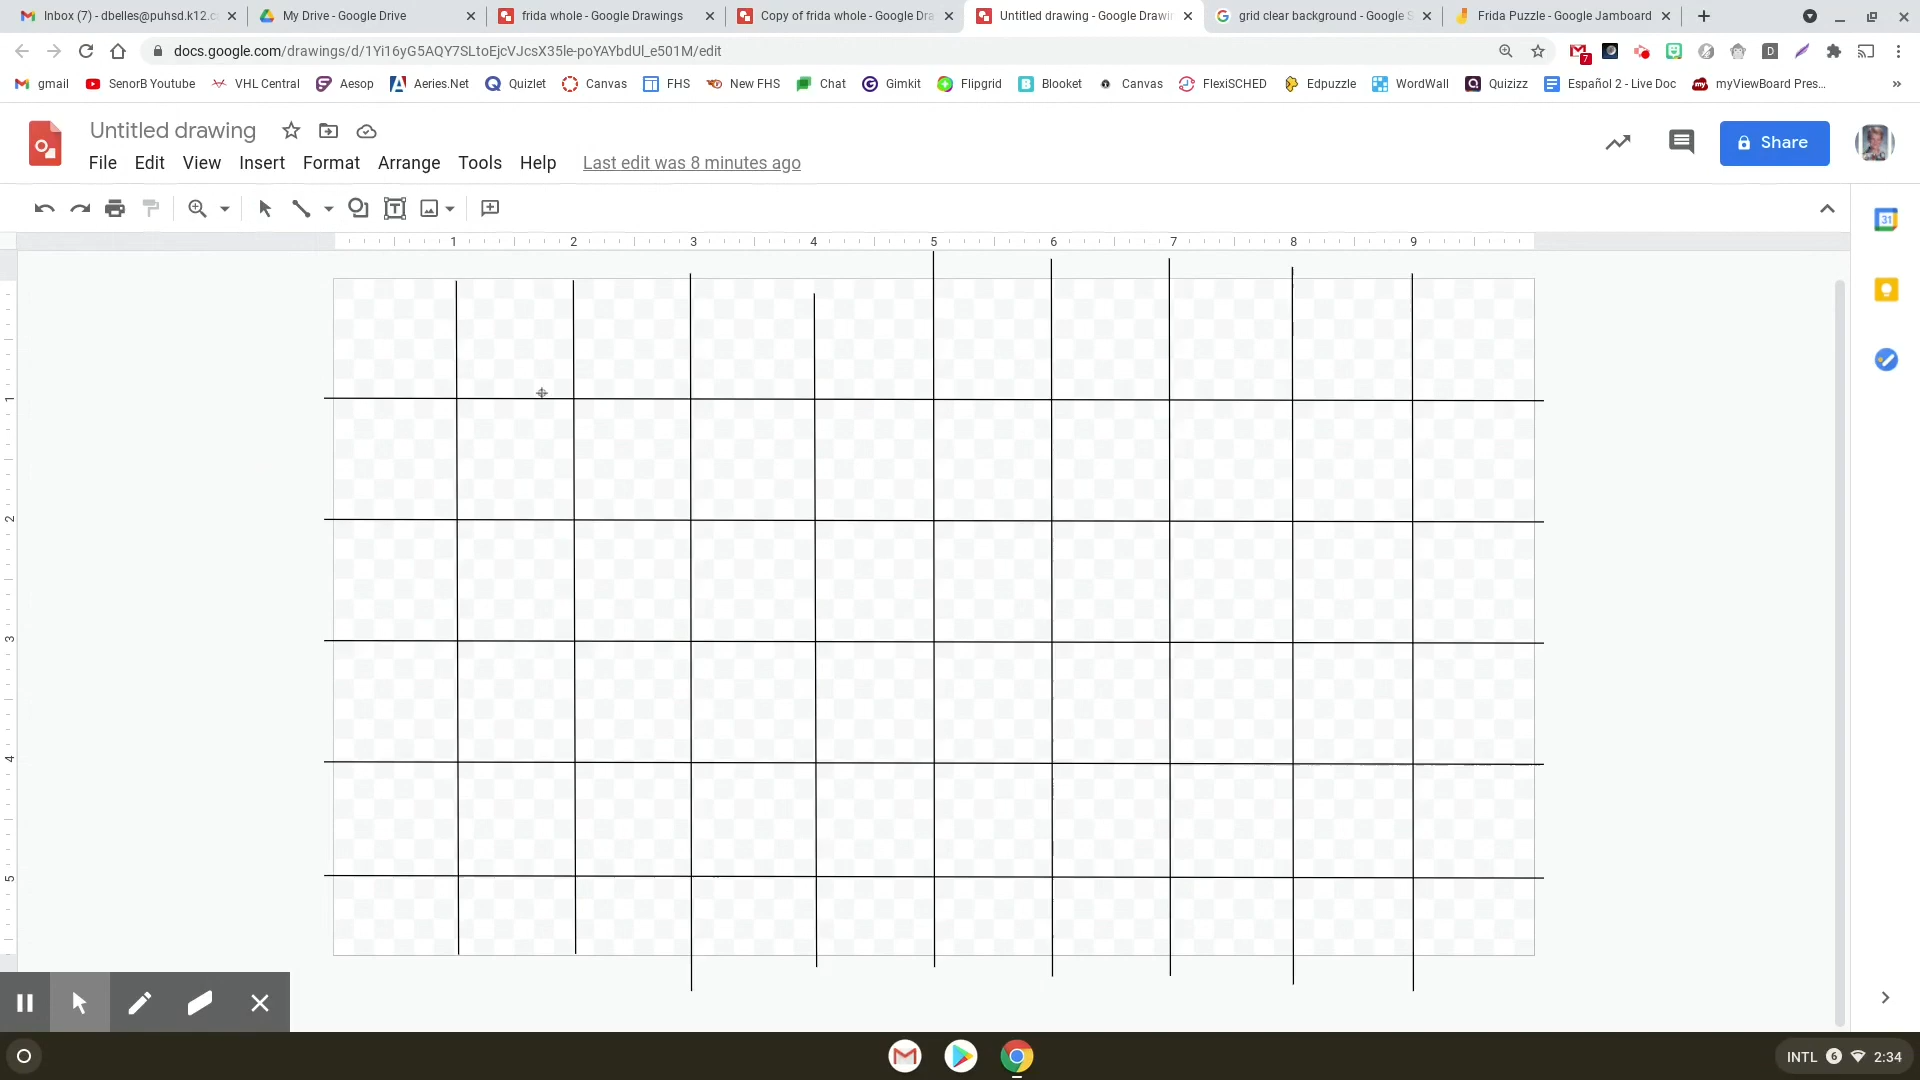 Inbox (7) - dbelles@puhsd.k12.c
My Drive - Google Drive
frida whole - Google Drawings
Copy of frida whole - Google Dra
Untitled drawing - Google Drawin
grid clear background - Google S
Frida Puzzle - Google Jamboard
docs.google.com/drawings/d/1Yi16yG5AQY7SLtoEjcVJcsX35le-poYAYbdUl_e501M/edit
7
D
gmail
SenorB Youtube
VHL Central
Aesop
Aeries.Net
Quizlet
Canvas
FHS
New FHS
Chat
Gimkit
Flipgrid
Blooket
Canvas
FlexiSCHED
Edpuzzle
WordWall
Quizizz
Español 2 - Live Doc
myViewBoard Pres...
Untitled drawing
Share
File Edit View Insert Format Arrange Tools Help Last edit was 8 minutes ago
31
1 2 3 4 5 6 7 8 9
1
2
3
4
5
INTL 6 2:34